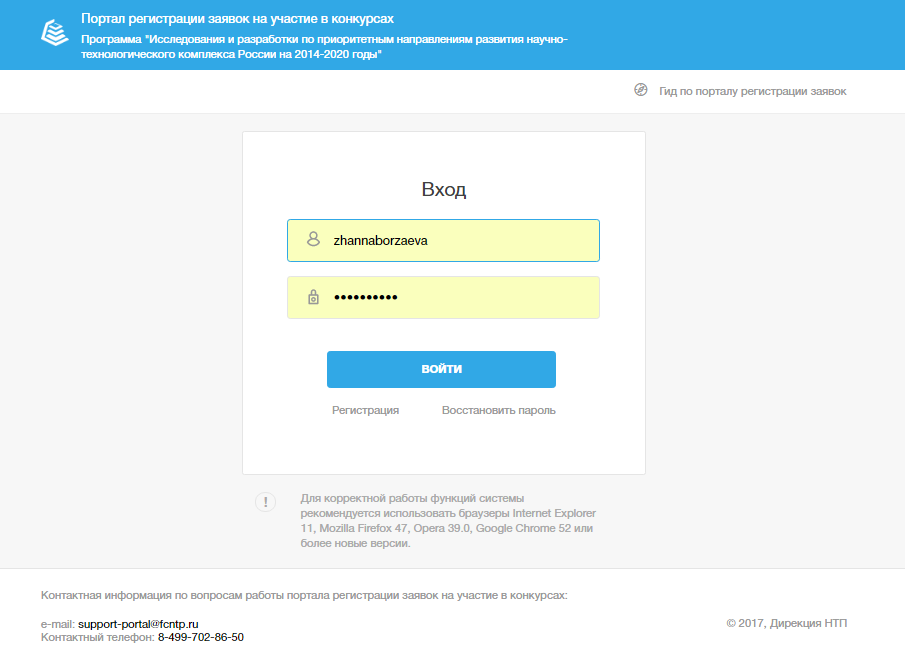 Портал регистрации заявок на участие в конкурсах
Программа "Исследования и разработки по приоритетным направлениям развития научно-
технологического комплекса России на 2014-2020 годы"
Гид по порталу регистрации заявок
Вход
zhannaborzaeva
••••••••••
ВОЙТИ
Регистрация Восстановить пароль
!
Для корректной работы функций системы
рекомендуется использовать браузеры Internet Explorer
11, Mozilla Firefox 47, Opera 39.0, Google Chrome 52 или
более новые версии.
Контактная информация по вопросам работы портала регистрации заявок на участие в конкурсах:
e-mail: support-portal@fcntp.ru
Контактный телефон: 8-499-702-86-50
© 2017, Дирекция НТП